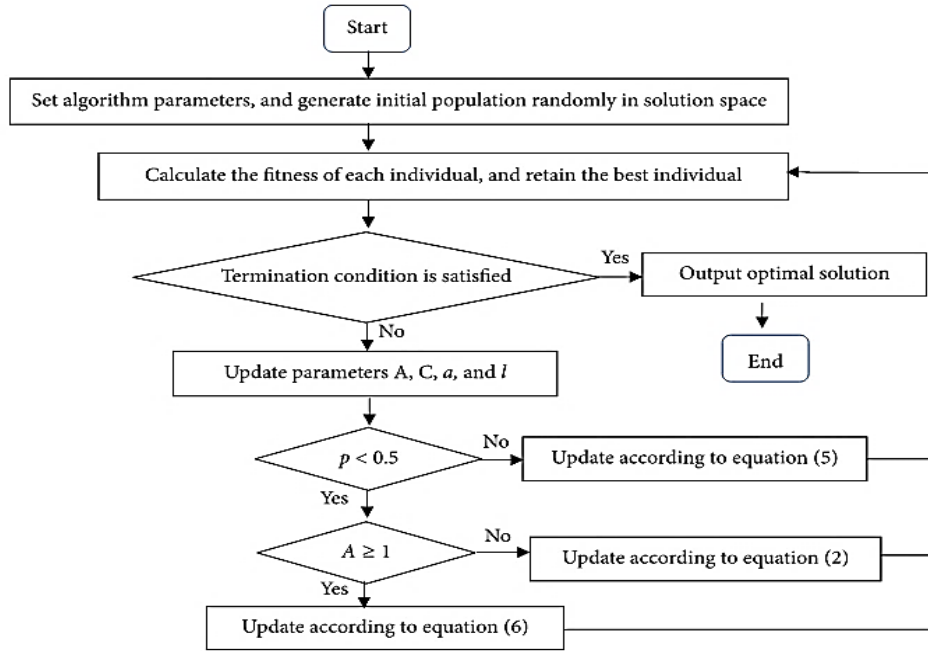 Start
Set algorithm parameters, and generate initial population randomly in solution space
Calculate the fitness of each individual, and retain the best individual
Termination condition is satisfied
Yes
Output optimal solution
No
End
Update parameters A, C, a, and l
p < 0.5
No
Update according to equation (5)
Yes
A ≥ 1
No
Update according to equation (2)
Yes
Update according to equation (6)